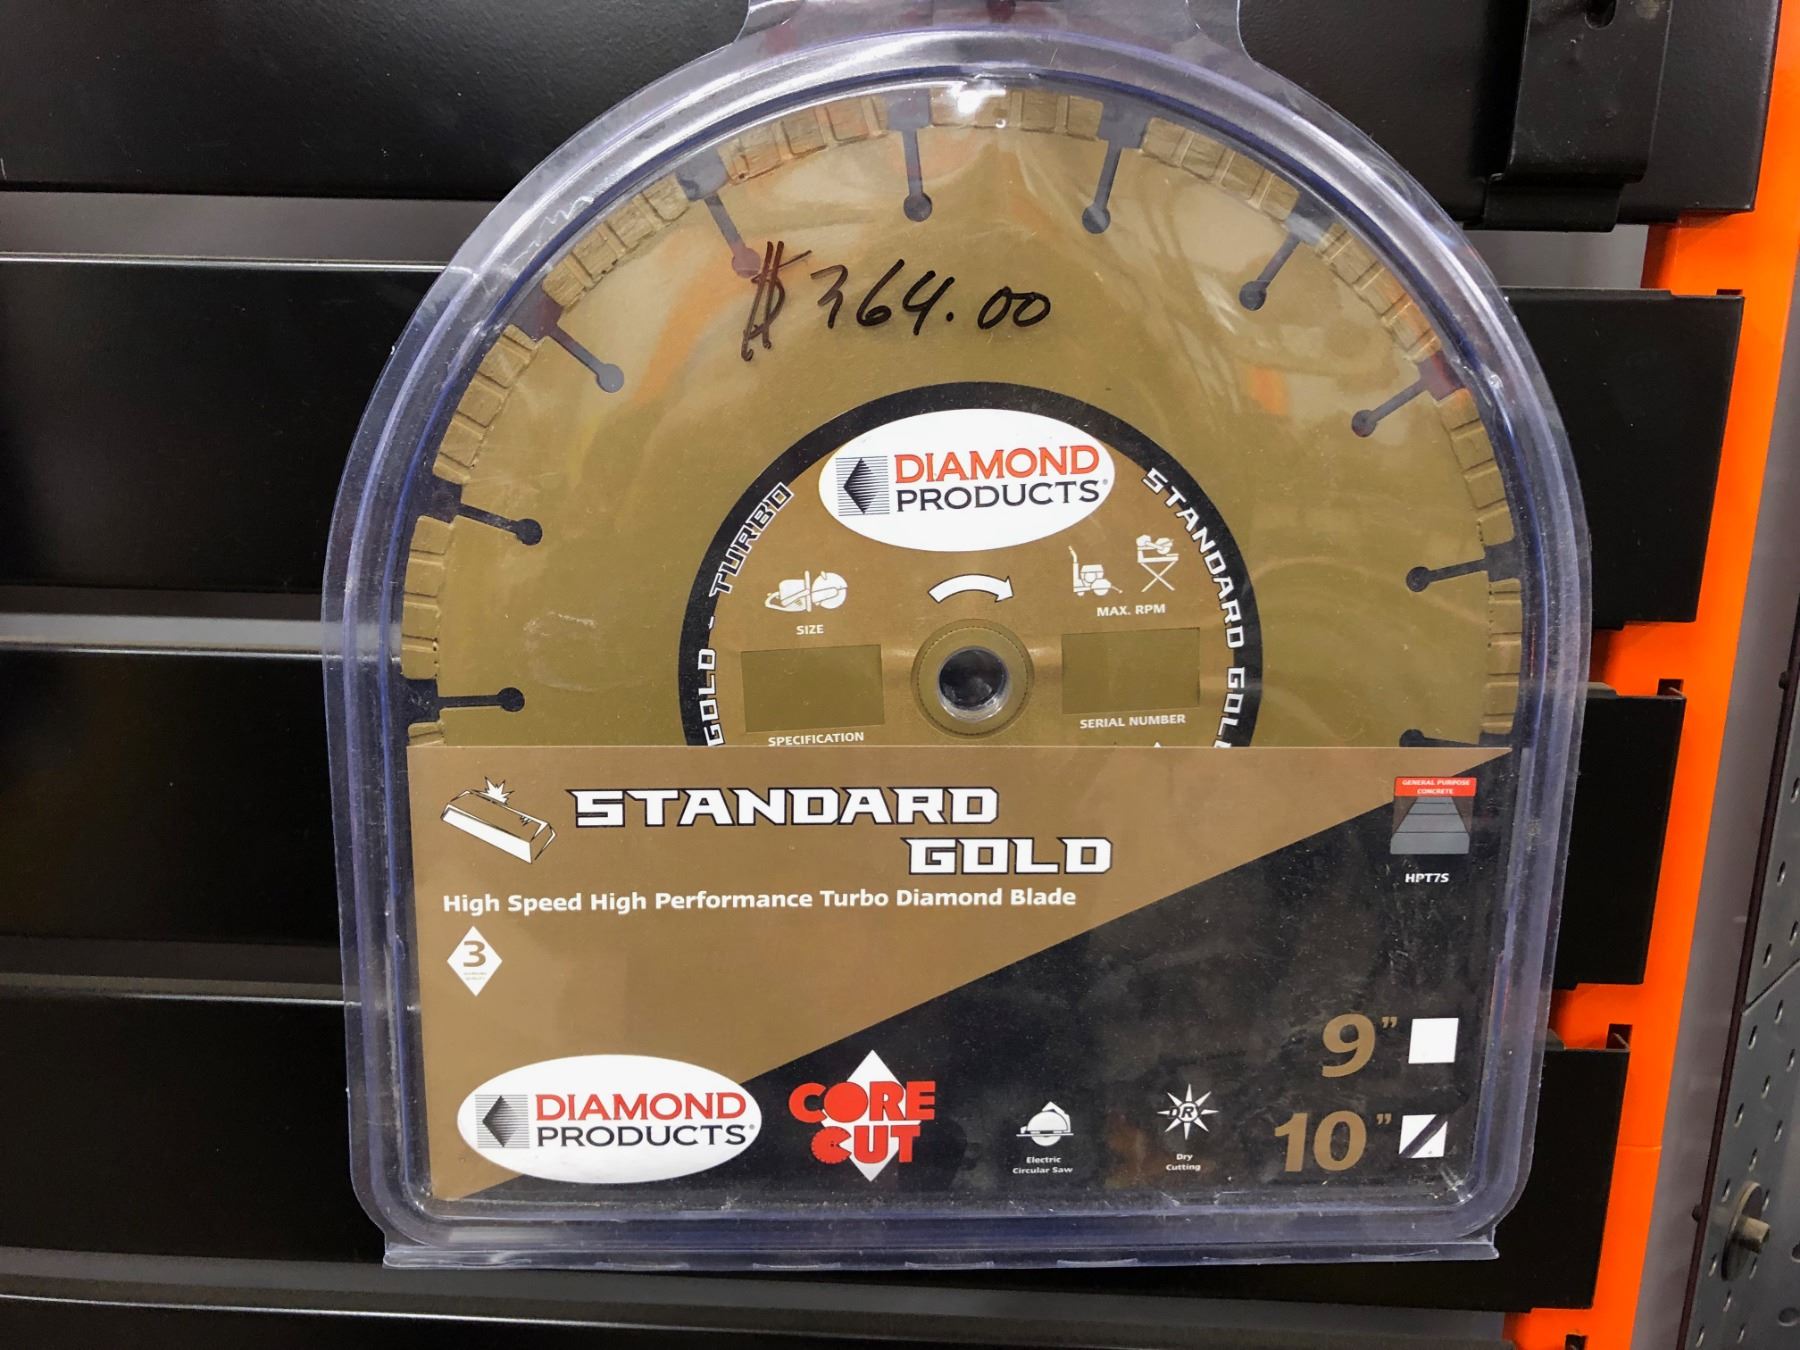 $ 364.00
DIAMOND
PRODUCTS®
GOLD - TURBO
STANDARD GOLD
SIZE
MAX. RPM
SPECIFICATION
SERIAL NUMBER
STANDARD
GOLD
High Speed High Performance Turbo Diamond Blade
GENERAL PURPOSE
CONCRETE
HPT7S
3
9"
10"
DIAMOND
PRODUCTS®
CORE
CUT
Electric
Circular Saw
DRY
Dry
Cutting